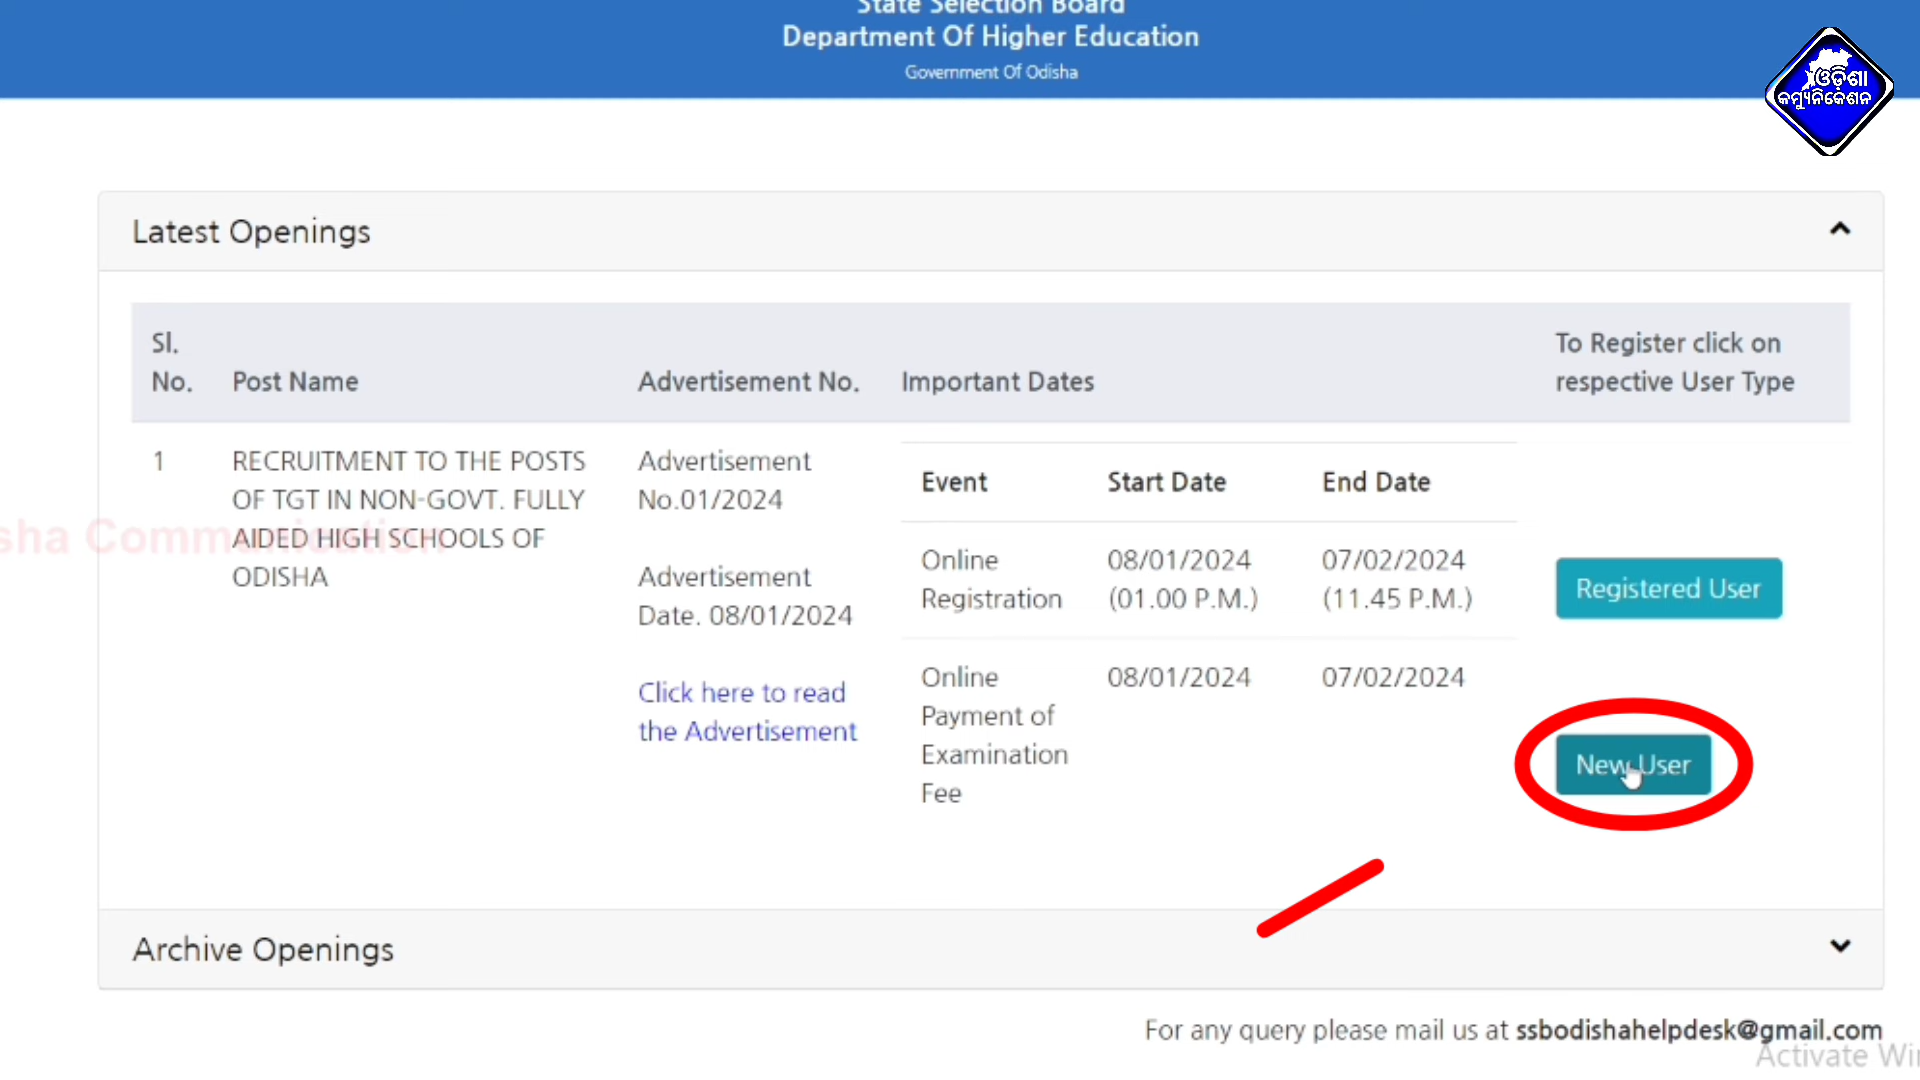 State Selection Board
Department Of Higher Education
Government Of Odisha
ଓଡ଼ିଶା
କମ୍ୟୁନିକେଶନ
Latest Openings
Sl.
No.
Post Name
Advertisement No.
Important Dates
To Register click on
respective User Type
1
RECRUITMENT TO THE POSTS
OF TGT IN NON-GOVT. FULLY
AIDED HIGH SCHOOLS OF
ODISHA
Advertisement
No.01/2024
Advertisement
Date. 08/01/2024
Click here to read
the Advertisement
Event
Start Date
End Date
Online
Registration
08/01/2024
(01.00 P.M.)
07/02/2024
(11.45 P.M.)
Online
Payment of
Examination
Fee
08/01/2024
07/02/2024
Registered User
New User
sha Communication
Archive Openings
For any query please mail us at ssbodishahelpdesk@gmail.com
Activate Wi